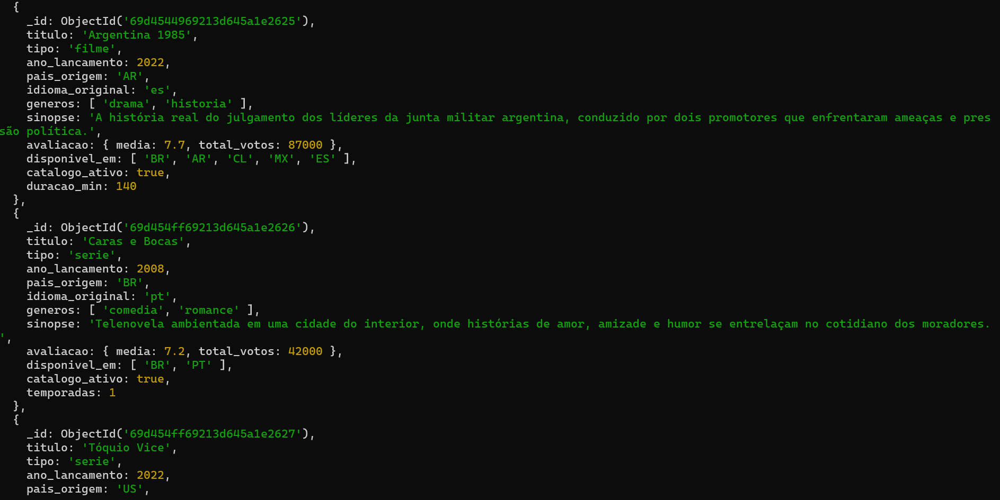 {
_id: ObjectId('69d4544969213d645a1e2625'),
titulo: 'Argentina 1985',
tipo: 'filme',
ano_lancamento: 2022,
pais_origem: 'AR',
idioma_original: 'es',
generos: [ 'drama', 'historia' ],
sinopse: 'A história real do julgamento dos líderes da junta militar argentina, conduzido por dois promotores que enfrentaram ameaças e pres
são política.',
avaliacao: { media: 7.7, total_votos: 87000 },
disponivel_em: [ 'BR', 'AR', 'CL', 'MX', 'ES' ],
catalogo_ativo: true,
duracao_min: 140
},
{
_id: ObjectId('69d454ff69213d645a1e2626'),
titulo: 'Caras e Bocas',
tipo: 'serie',
ano_lancamento: 2008,
pais_origem: 'BR',
idioma_original: 'pt',
generos: [ 'comedia', 'romance' ],
sinopse: 'Telenovela ambientada em uma cidade do interior, onde histórias de amor, amizade e humor se entrelaçam no cotidiano dos moradores.
',
avaliacao: { media: 7.2, total_votos: 42000 },
disponivel_em: [ 'BR', 'PT' ],
catalogo_ativo: true,
temporadas: 1
},
{
_id: ObjectId('69d454ff69213d645a1e2627'),
titulo: 'Tóquio Vice',
tipo: 'serie',
ano_lancamento: 2022,
pais_origem: 'US',